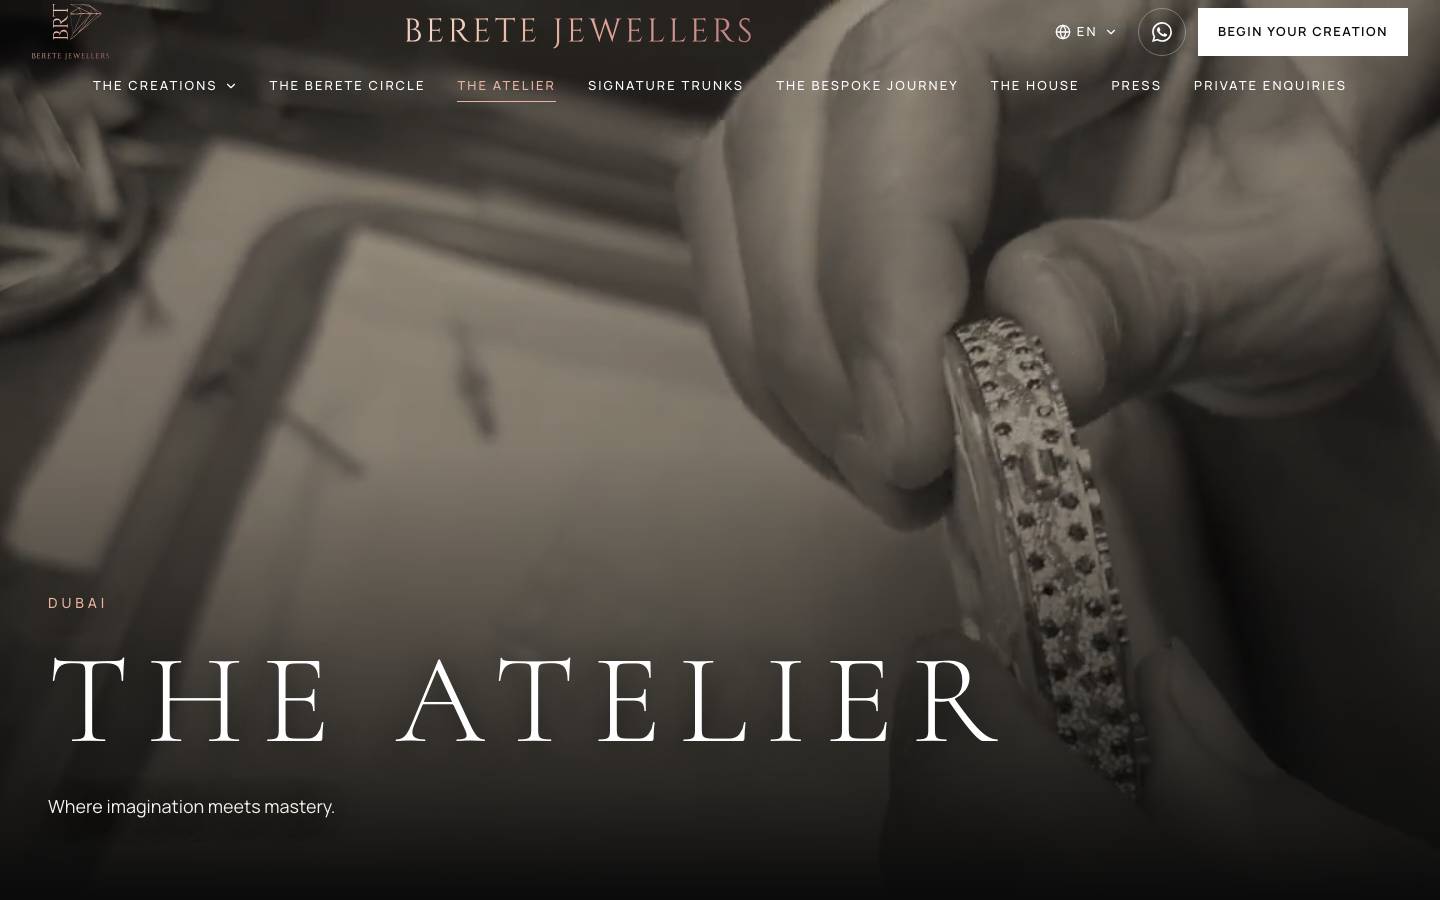 BRT
BERETE JEWELLERS
BERETE JEWELLERS
EN
BEGIN YOUR CREATION
THE CREATIONS
THE BERETE CIRCLE
THE ATELIER
SIGNATURE TRUNKS
THE BESPOKE JOURNEY
THE HOUSE
PRESS
PRIVATE ENQUIRIES
DUBAI
THE ATELIER
Where imagination meets mastery.